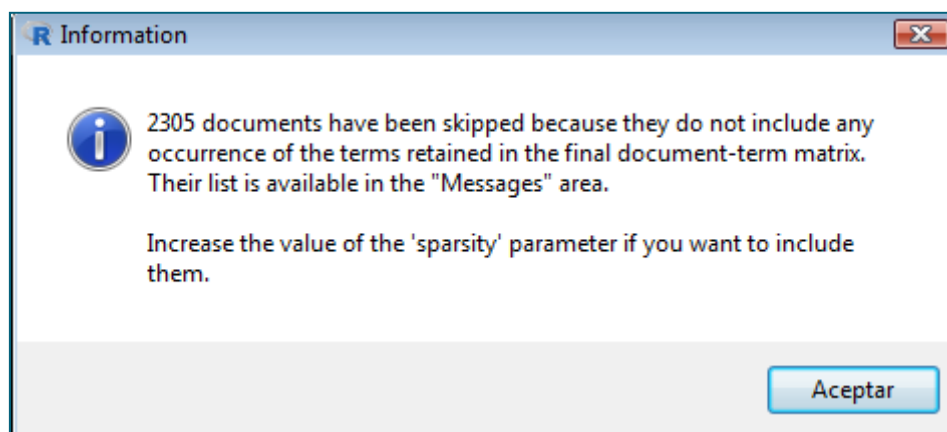 Information
2305 documents have been skipped because they do not include any
occurrence of the terms retained in the final document-term matrix.
Their list is available in the "Messages" area.
Increase the value of the 'sparsity' parameter if you want to include
them.
Aceptar